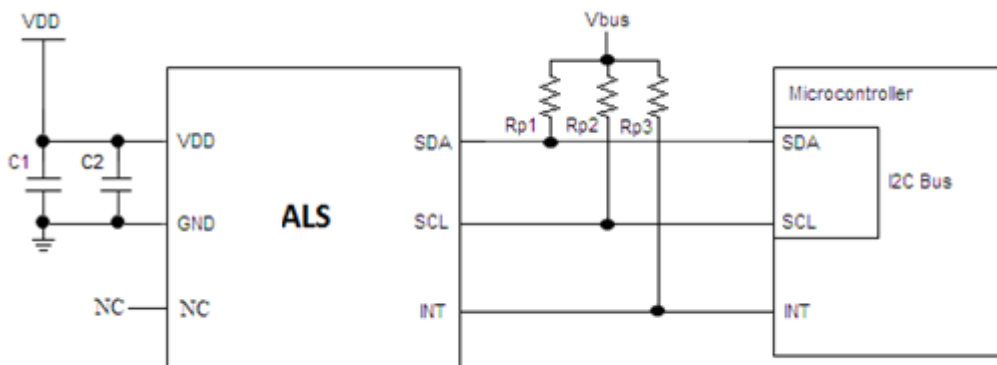 VDD
Vbus
Microcontroller
Rp1
Rp2
Rp3
C1
C2
VDD
SDA
SDA
I2C Bus
GND
ALS
SCL
SCL
NC
NC
INT
INT